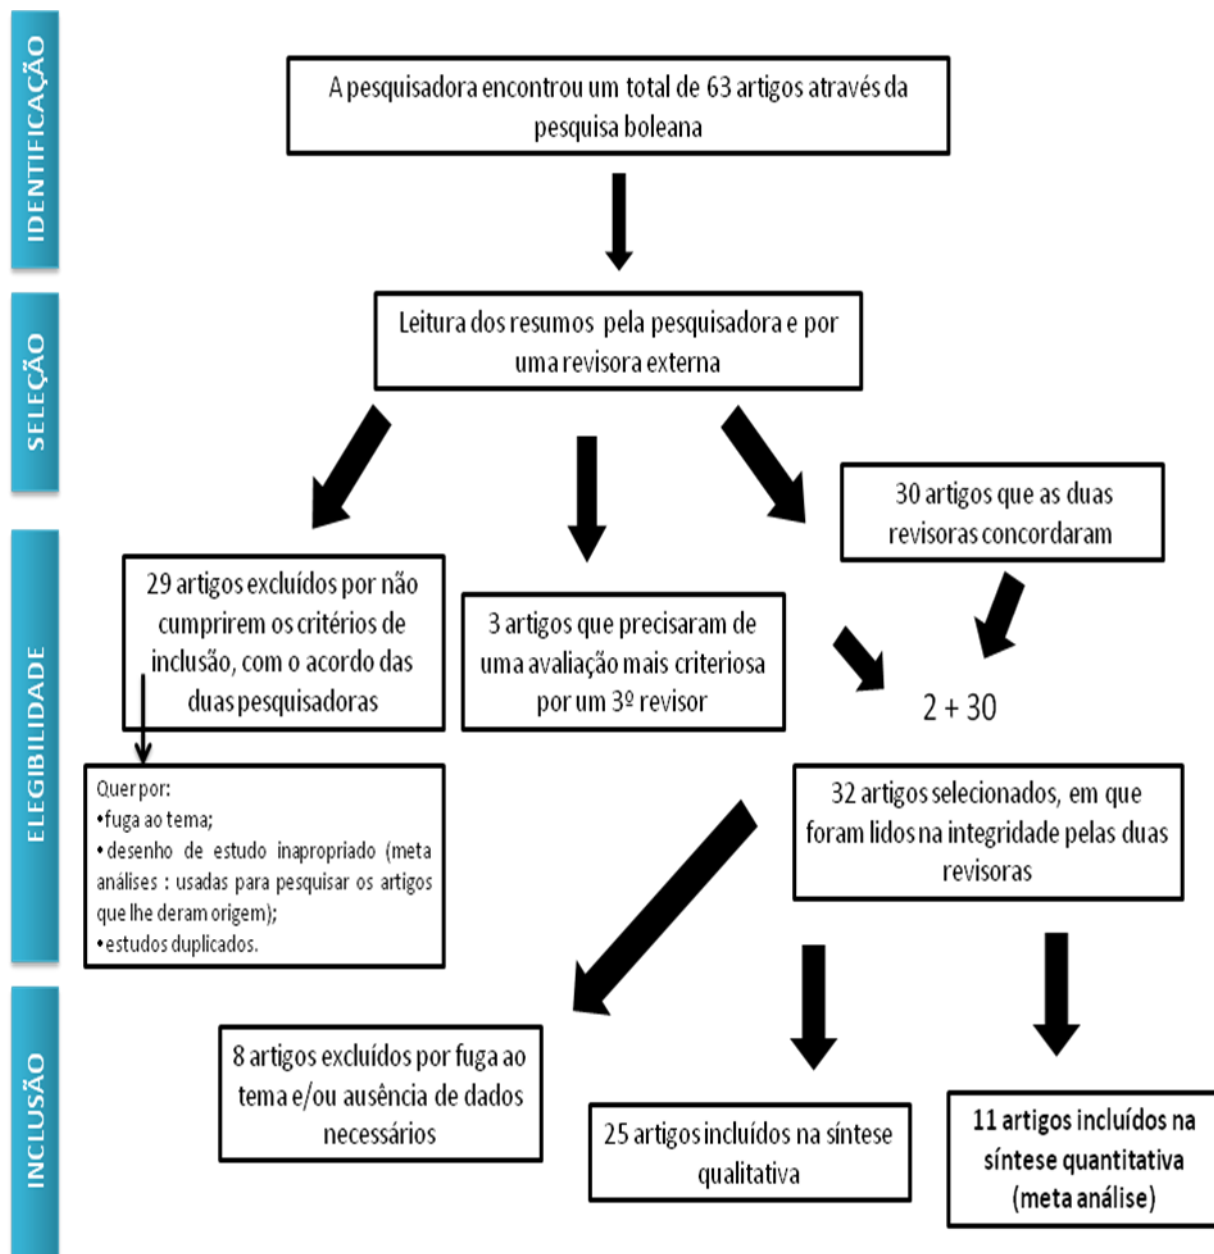 IDENTIFICAÇÃO
A pesquisadora encontrou um total de 63 artigos através da
pesquisa boleana
SELEÇÃO
Leitura dos resumos pela pesquisadora e por
uma revisora externa
30 artigos que as duas
revisoras concordaram
ELEGIBILIDADE
29 artigos excluídos por não
cumprirem os critérios de
inclusão, com o acordo das
duas pesquisadoras
3 artigos que precisaram de
uma avaliação mais criteriosa
por um 3º revisor
2 + 30
Quer por:
•fuga ao tema;
•desenho de estudo inapropriado (meta
análises : usadas para pesquisar os artigos
que lhe deram origem);
•estudos duplicados.
32 artigos selecionados, em que
foram lidos na integridade pelas duas
revisoras
INCLUSÃO
8 artigos excluídos por fuga ao
tema e/ou ausência de dados
necessários
25 artigos incluídos na síntese
qualitativa
11 artigos incluídos na
síntese quantitativa
(meta análise)